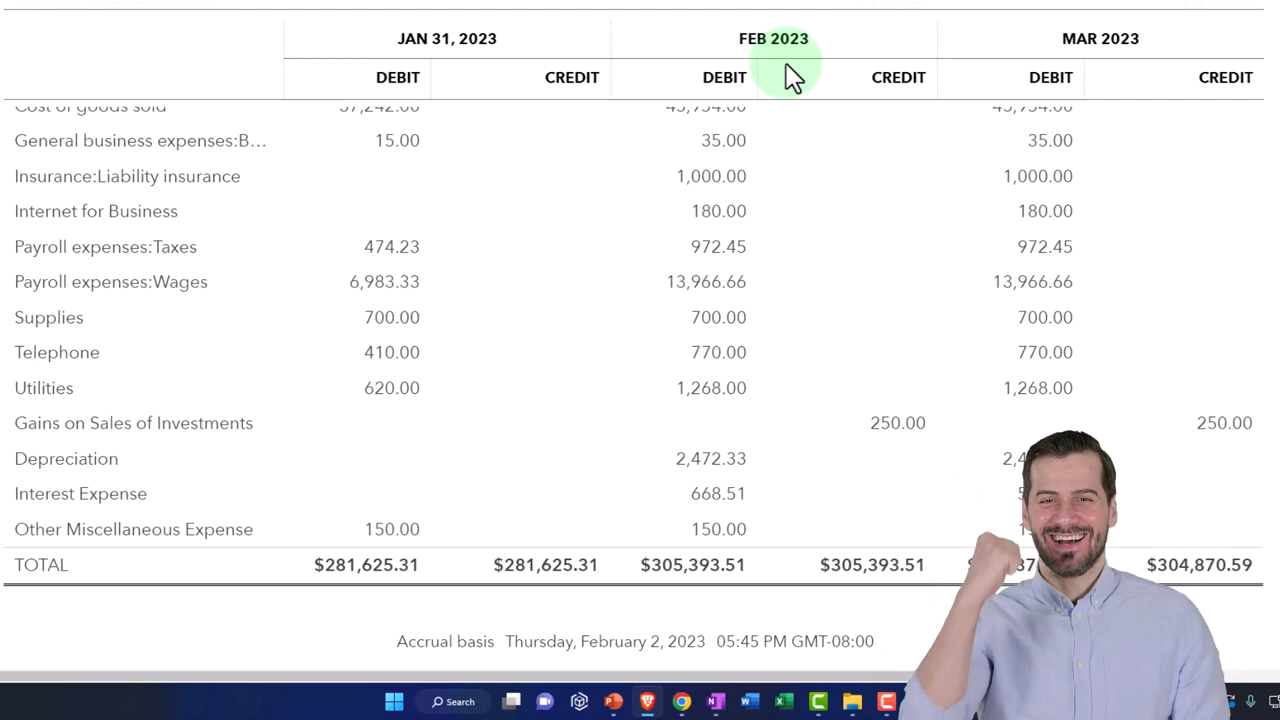 JAN 31, 2023 FEB 2023 MAR 2023
DEBIT CREDIT DEBIT CREDIT DEBIT CREDIT
Cost of goods sold
General business expenses:B... 15.00 35.00 35.00
Insurance:Liability insurance 1,000.00 1,000.00
Internet for Business 180.00 180.00
Payroll expenses:Taxes 474.23 972.45 972.45
Payroll expenses:Wages 6,983.33 13,966.66 13,966.66
Supplies 700.00 700.00 700.00
Telephone 410.00 770.00 770.00
Utilities 620.00 1,268.00 1,268.00
Gains on Sales of Investments 250.00 250.00
Depreciation 2,472.33
Interest Expense 668.51
Other Miscellaneous Expense 150.00 150.00
TOTAL $281,625.31 $281,625.31 $305,393.51 $305,393.51 $304,870.59
Accrual basis Thursday, February 2, 2023 05:45 PM GMT-08:00
Search